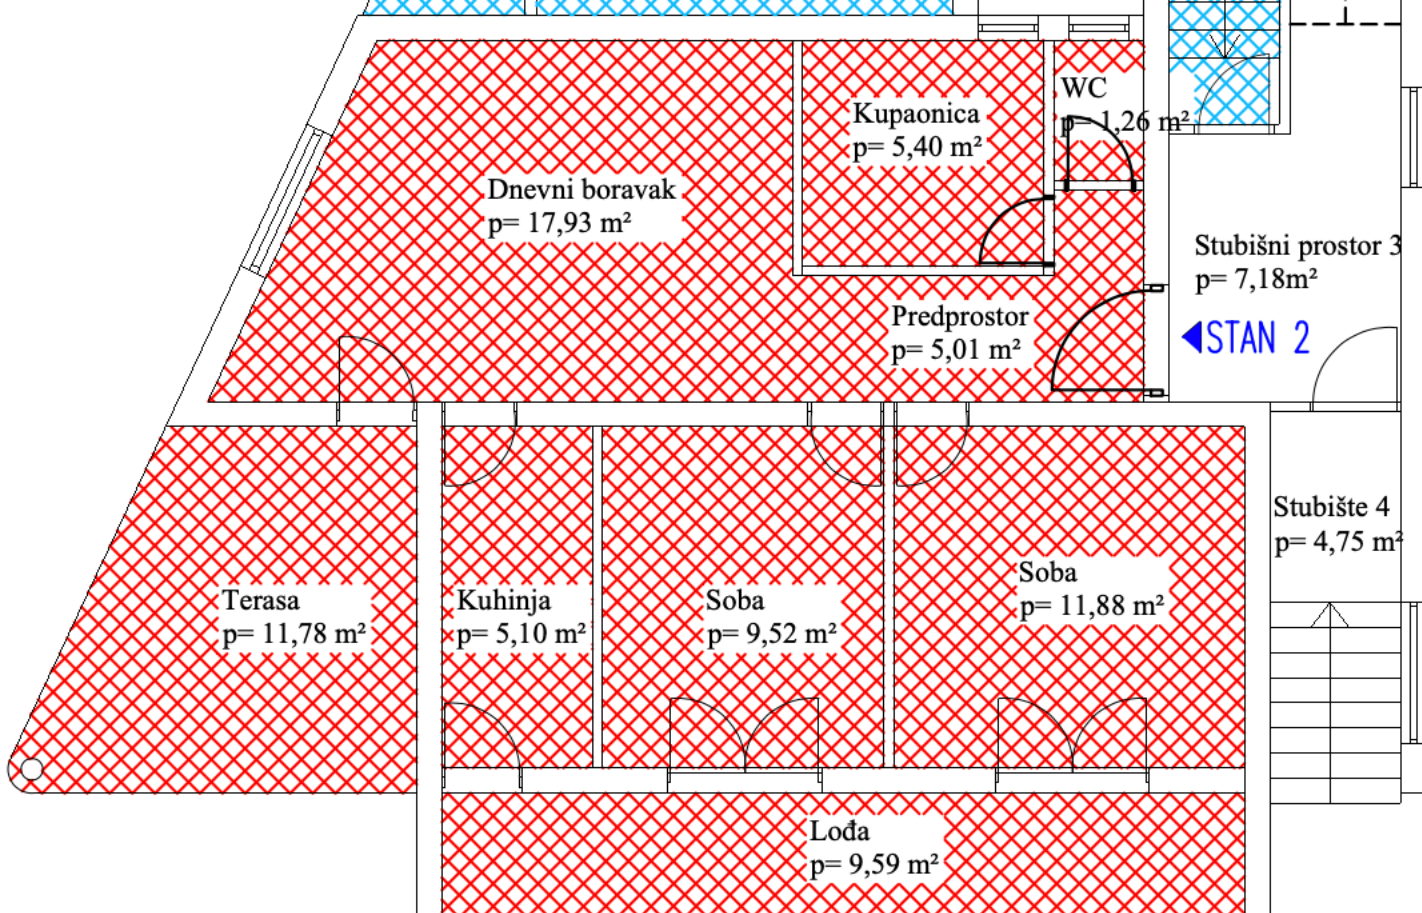 WC
p= 1,26 m²
Kupaonica
p= 5,40 m²
Dnevni boravak
p= 17,93 m²
Stubišni prostor 3
p= 7,18m²
Predprostor
p= 5,01 m²
STAN 2
Stubište 4
p= 4,75 m²
Terasa
p= 11,78 m²
Kuhinja
p= 5,10 m²
Soba
p= 9,52 m²
Soba
p= 11,88 m²
Lođa
p= 9,59 m²